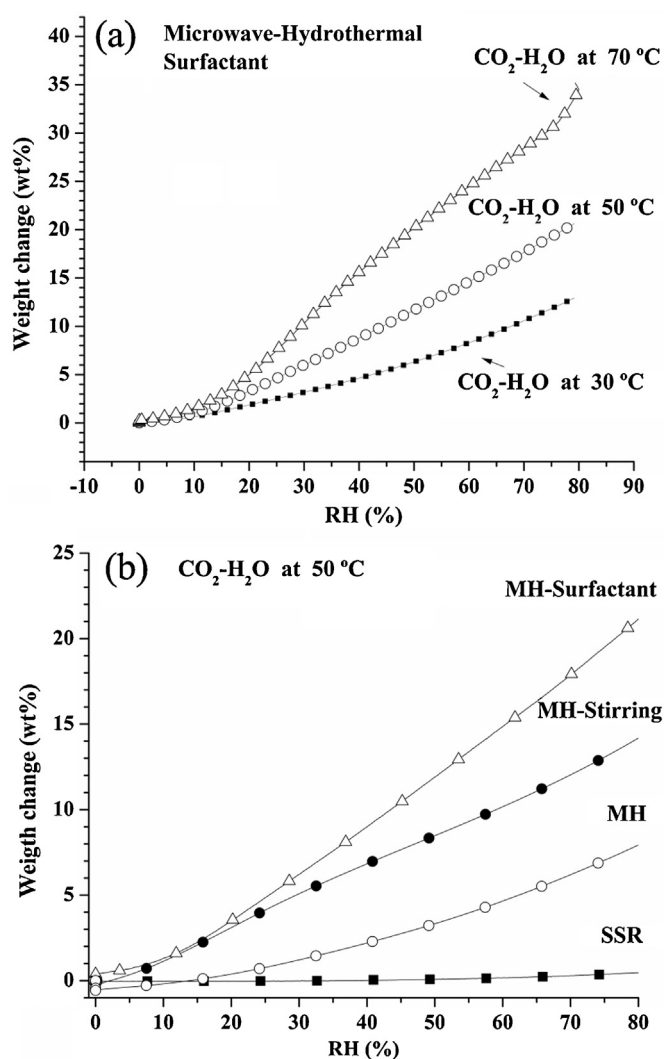 (a) Microwave-Hydrothermal
Surfactant
CO2-H2O at 70 ºC
CO2-H2O at 50 ºC
CO2-H2O at 30 ºC
Weight change (wt%)
40
35
30
25
20
15
10
5
0
-10 0 10 20 30 40 50 60 70 80 90
RH (%)
(b) CO2-H2O at 50 ºC
MH-Surfactant
MH-Stirring
MH
SSR
Weigth change (wt%)
25
20
15
10
5
0
0 10 20 30 40 50 60 70 80
RH (%)